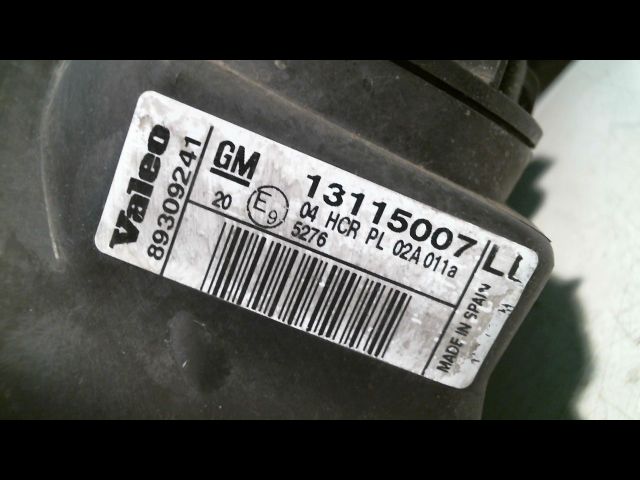 Valeo
89309241
GM
13115007
LL
20 E9 04 HCR PL 02A 011a
5276
MADE IN SPAIN